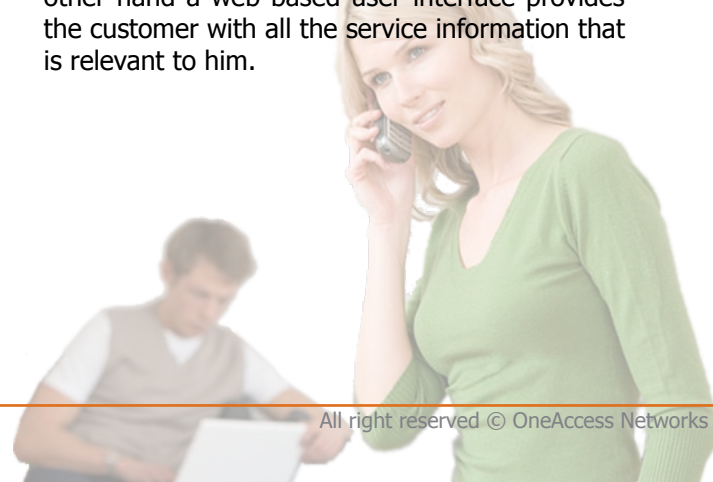 other hand a web based user interface provides
the customer with all the service information that
is relevant to him.
All right reserved © OneAccess Networks